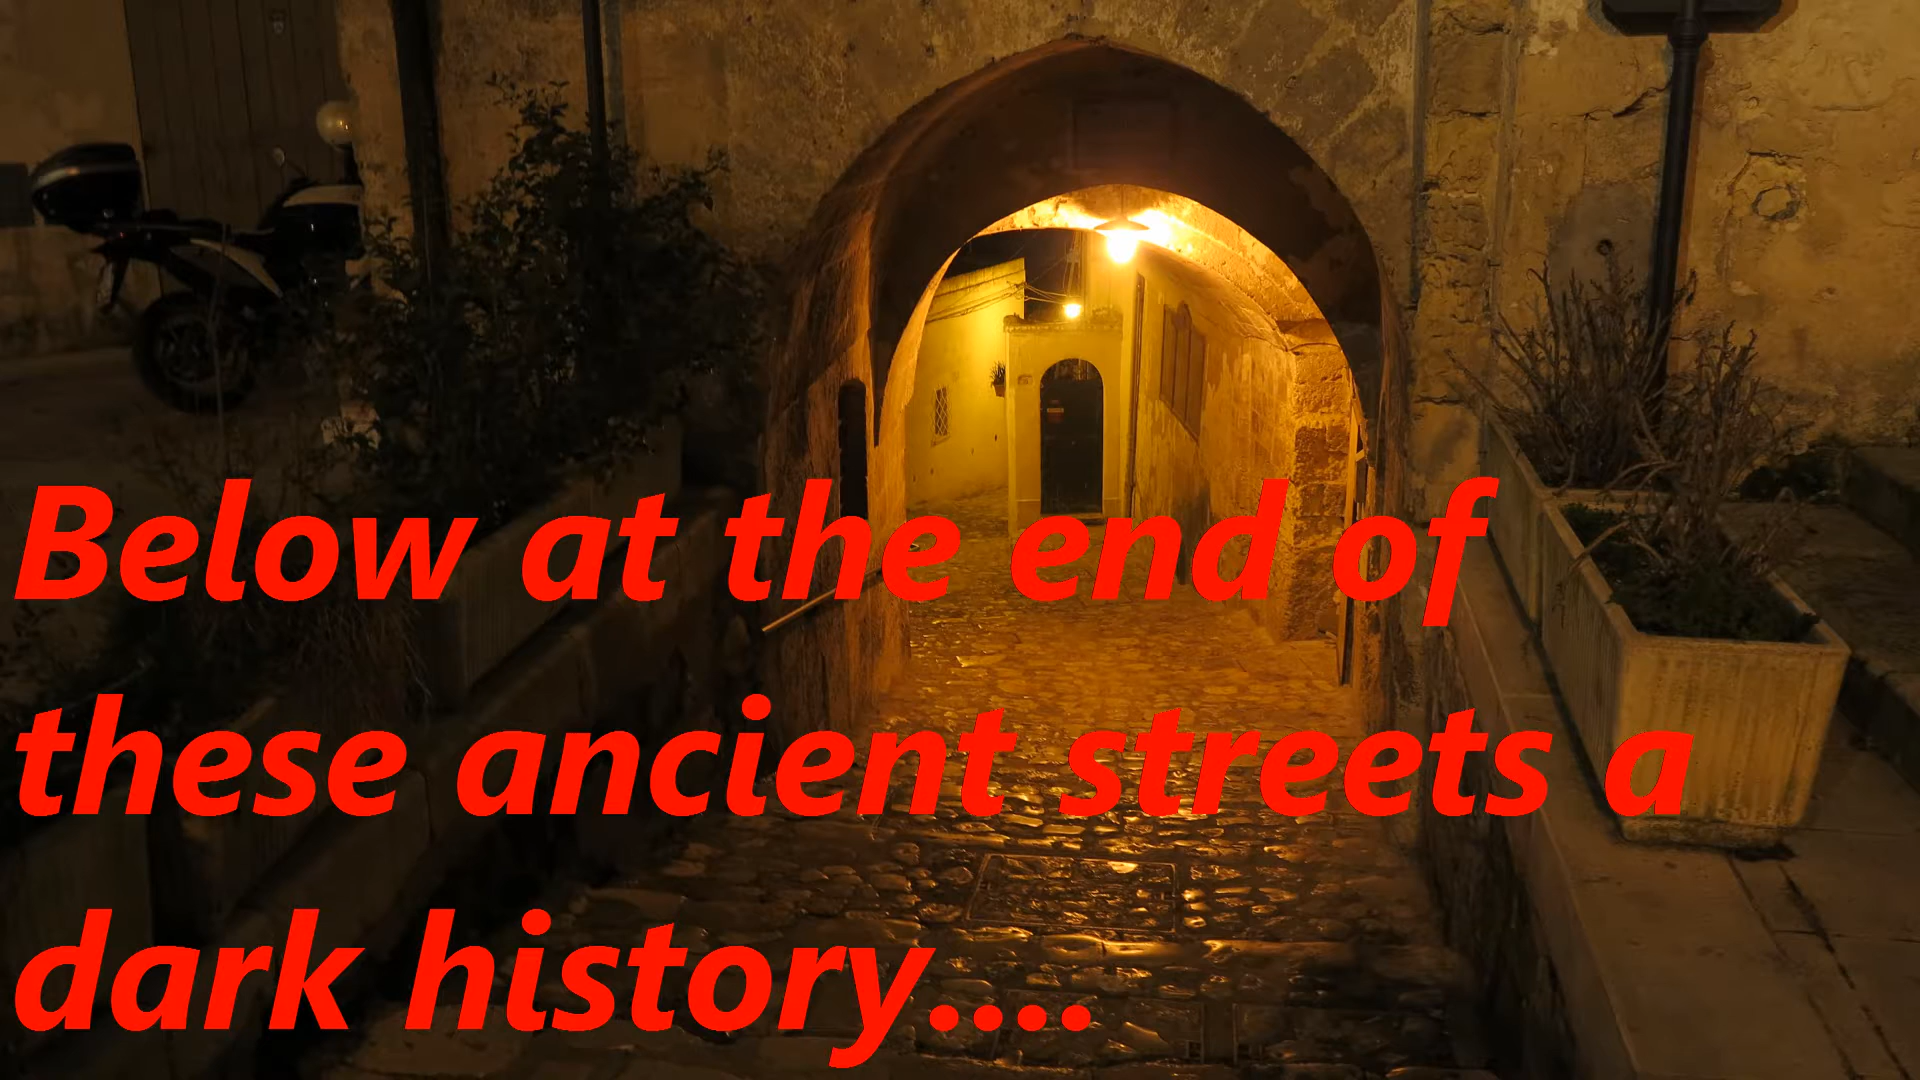 Below at the end of
these ancient streets a
dark history....